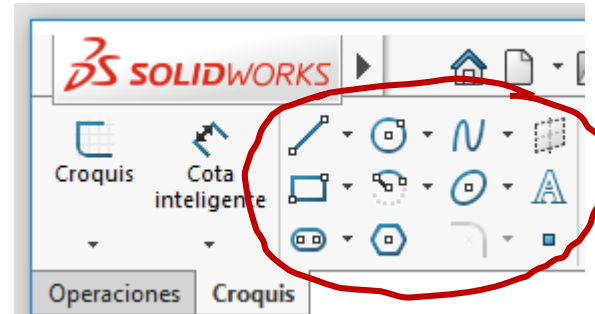 SOLIDWORKS
Croquis
Cota
inteligente
Operaciones
Croquis